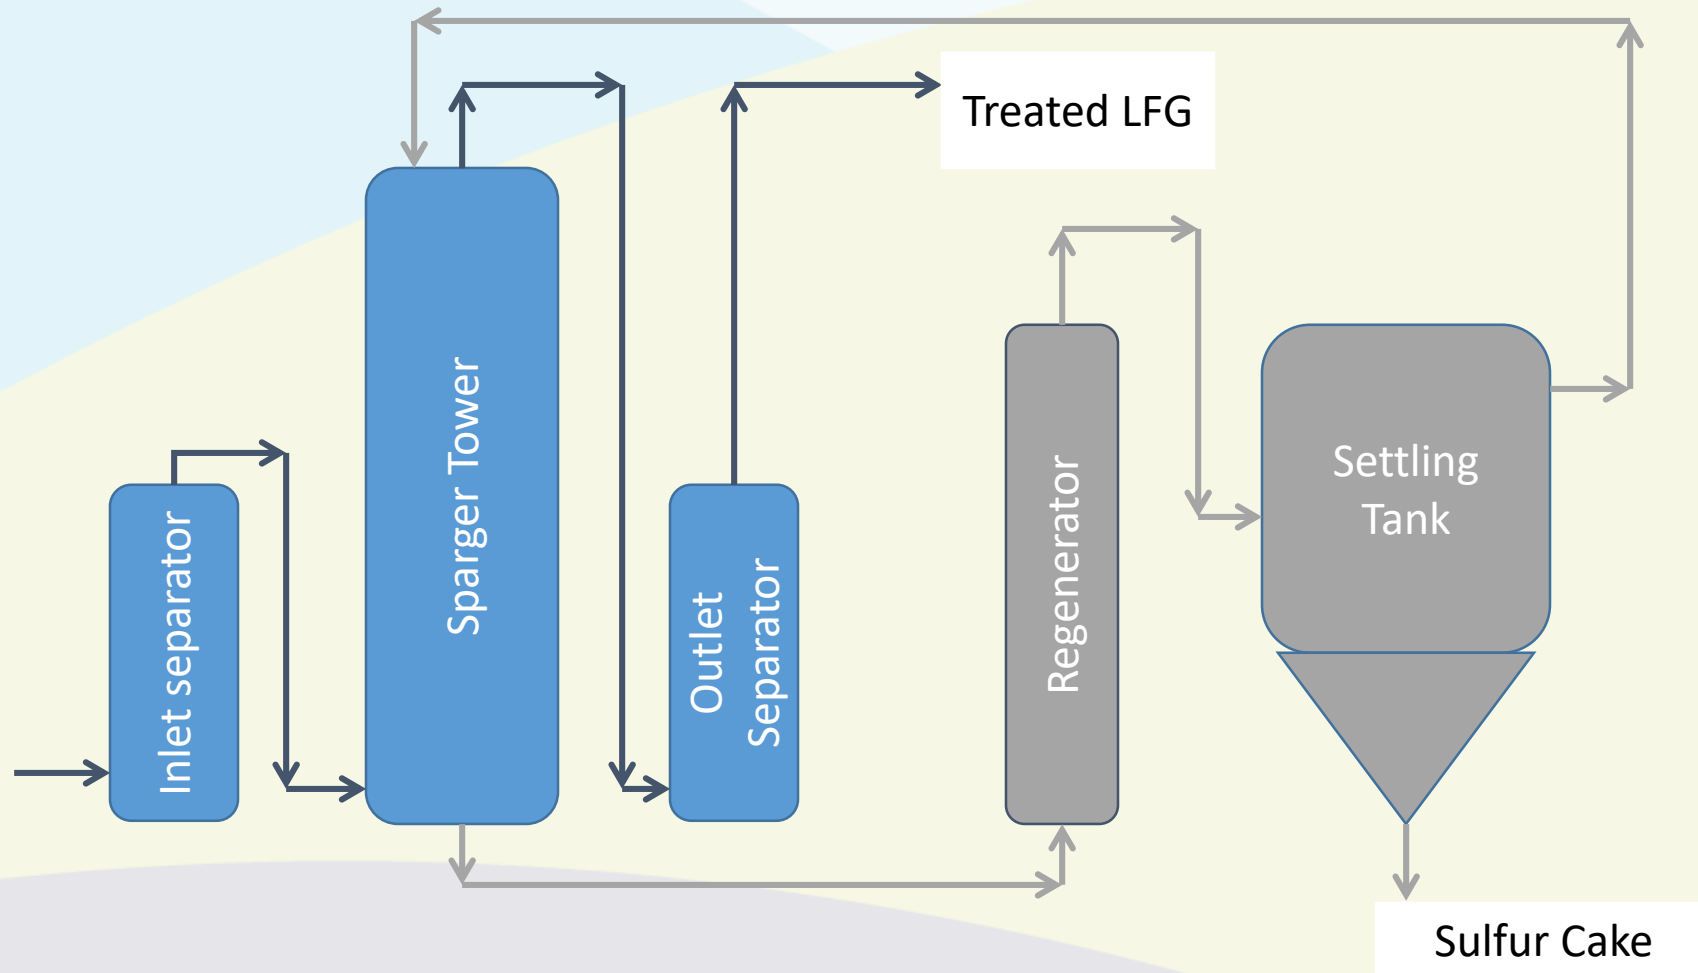 Treated LFG
Inlet separator
Sparger Tower
Outlet
Separator
Regenerator
Settling
Tank
Sulfur Cake